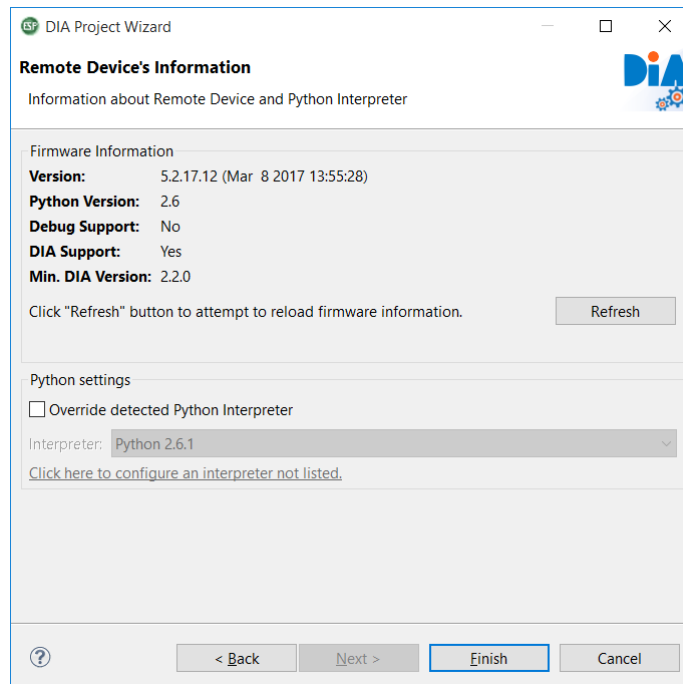 ESP DIA Project Wizard
Remote Device's Information
Information about Remote Device and Python Interpreter
DiA
Firmware Information
Version: 5.2.17.12 (Mar  8 2017 13:55:28)
Python Version: 2.6
Debug Support: No
DIA Support: Yes
Min. DIA Version: 2.2.0
Click "Refresh" button to attempt to reload firmware information. Refresh
Python settings
Override detected Python Interpreter
Interpreter: Python 2.6.1
Click here to configure an interpreter not listed.
? < Back Next > Finish Cancel